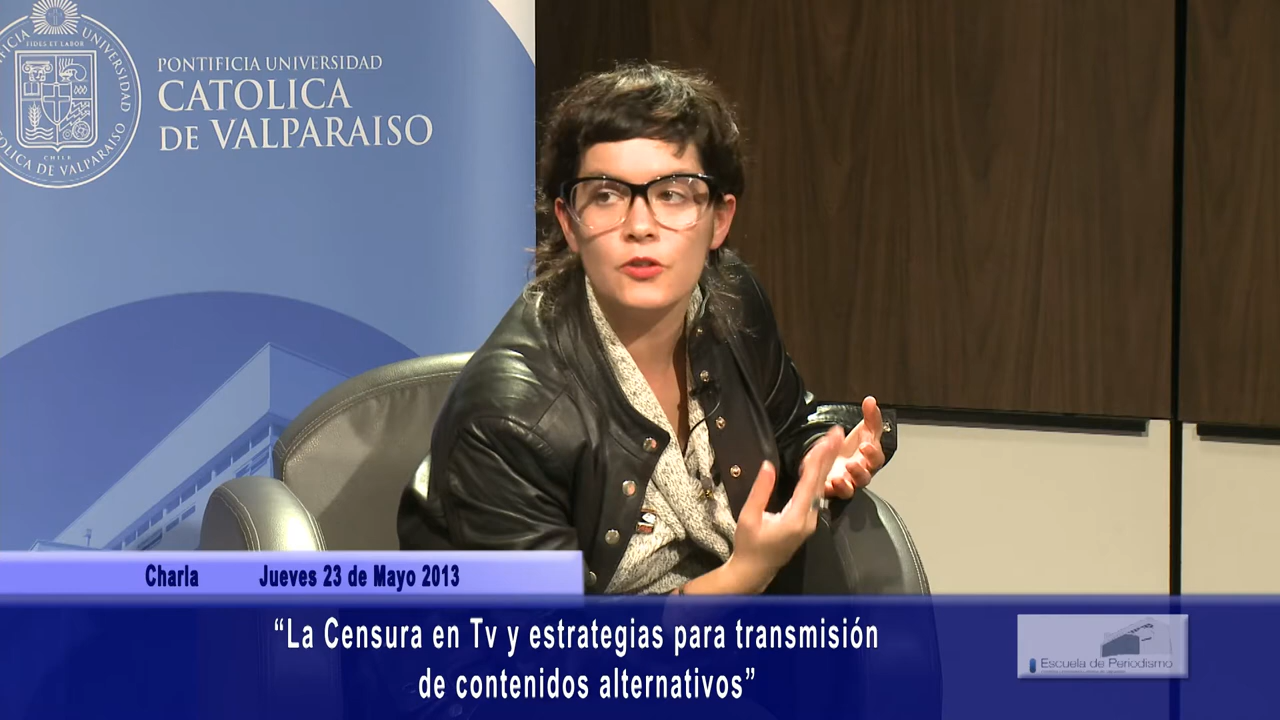 FIDES ET LABOR
CHILE
PONTIFICIA UNIVERSIDAD
CATOLICA
DE VALPARAISO
Charla Jueves 23 de Mayo 2013
“La Censura en Tv y estrategias para transmisión
de contenidos alternativos”
Escuela de Periodismo